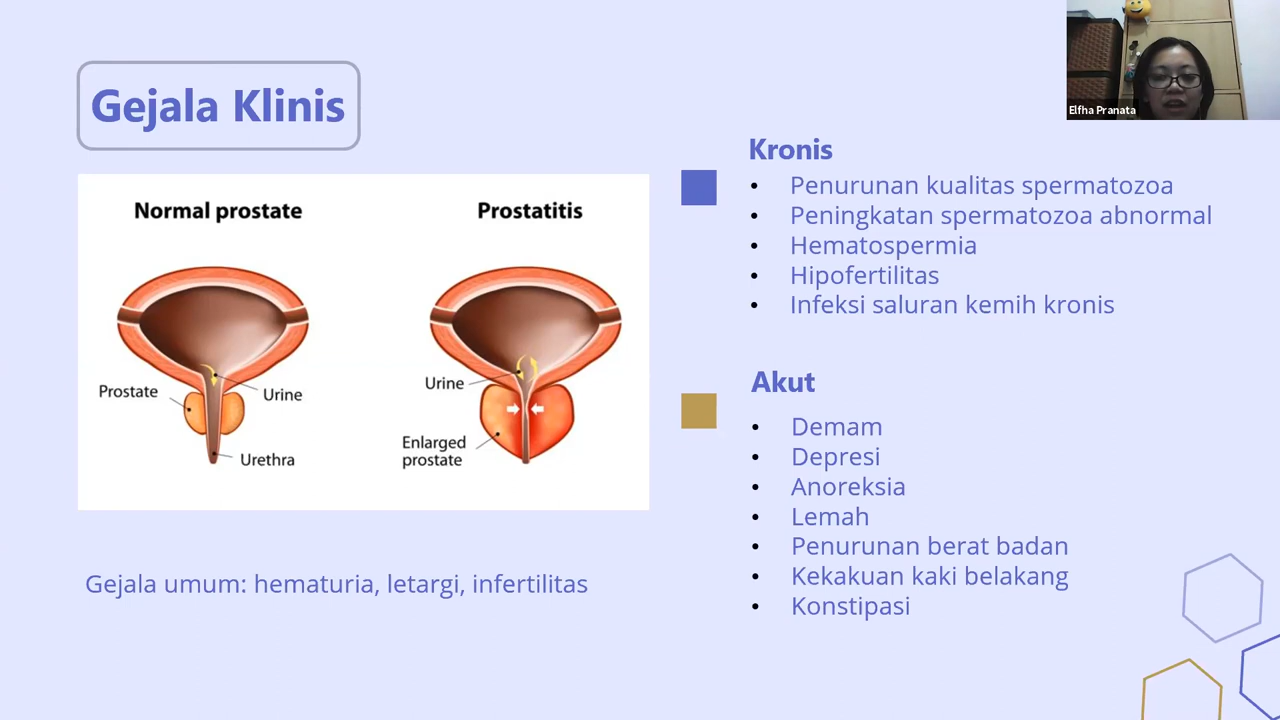 Gejala Klinis
Normal prostate
Prostatitis
Prostate
Urine
Urethra
Urine
Enlarged
prostate
Gejala umum: hematuria, letargi, infertilitas
Elfha Pranata
Kronis
• Penurunan kualitas spermatozoa
• Peningkatan spermatozoa abnormal
• Hematospermia
• Hipofertilitas
• Infeksi saluran kemih kronis
Akut
• Demam
• Depresi
• Anoreksia
• Lemah
• Penurunan berat badan
• Kekakuan kaki belakang
• Konstipasi